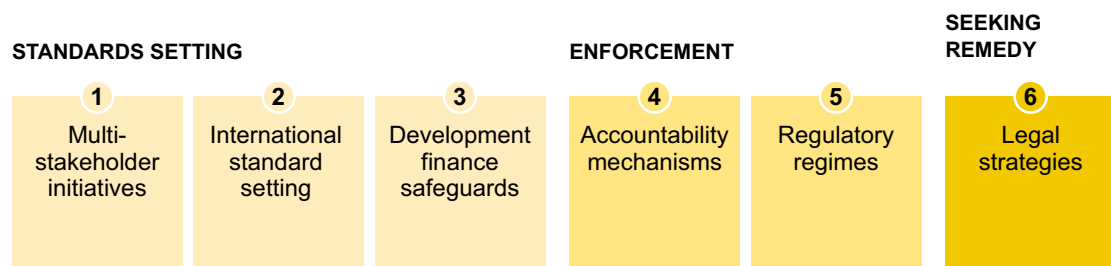 STANDARDS SETTING
ENFORCEMENT
SEEKING
REMEDY
1
Multi-
stakeholder
initiatives
2
International
standard
setting
3
Development
finance
safeguards
4
Accountability
mechanisms
5
Regulatory
regimes
6
Legal
strategies